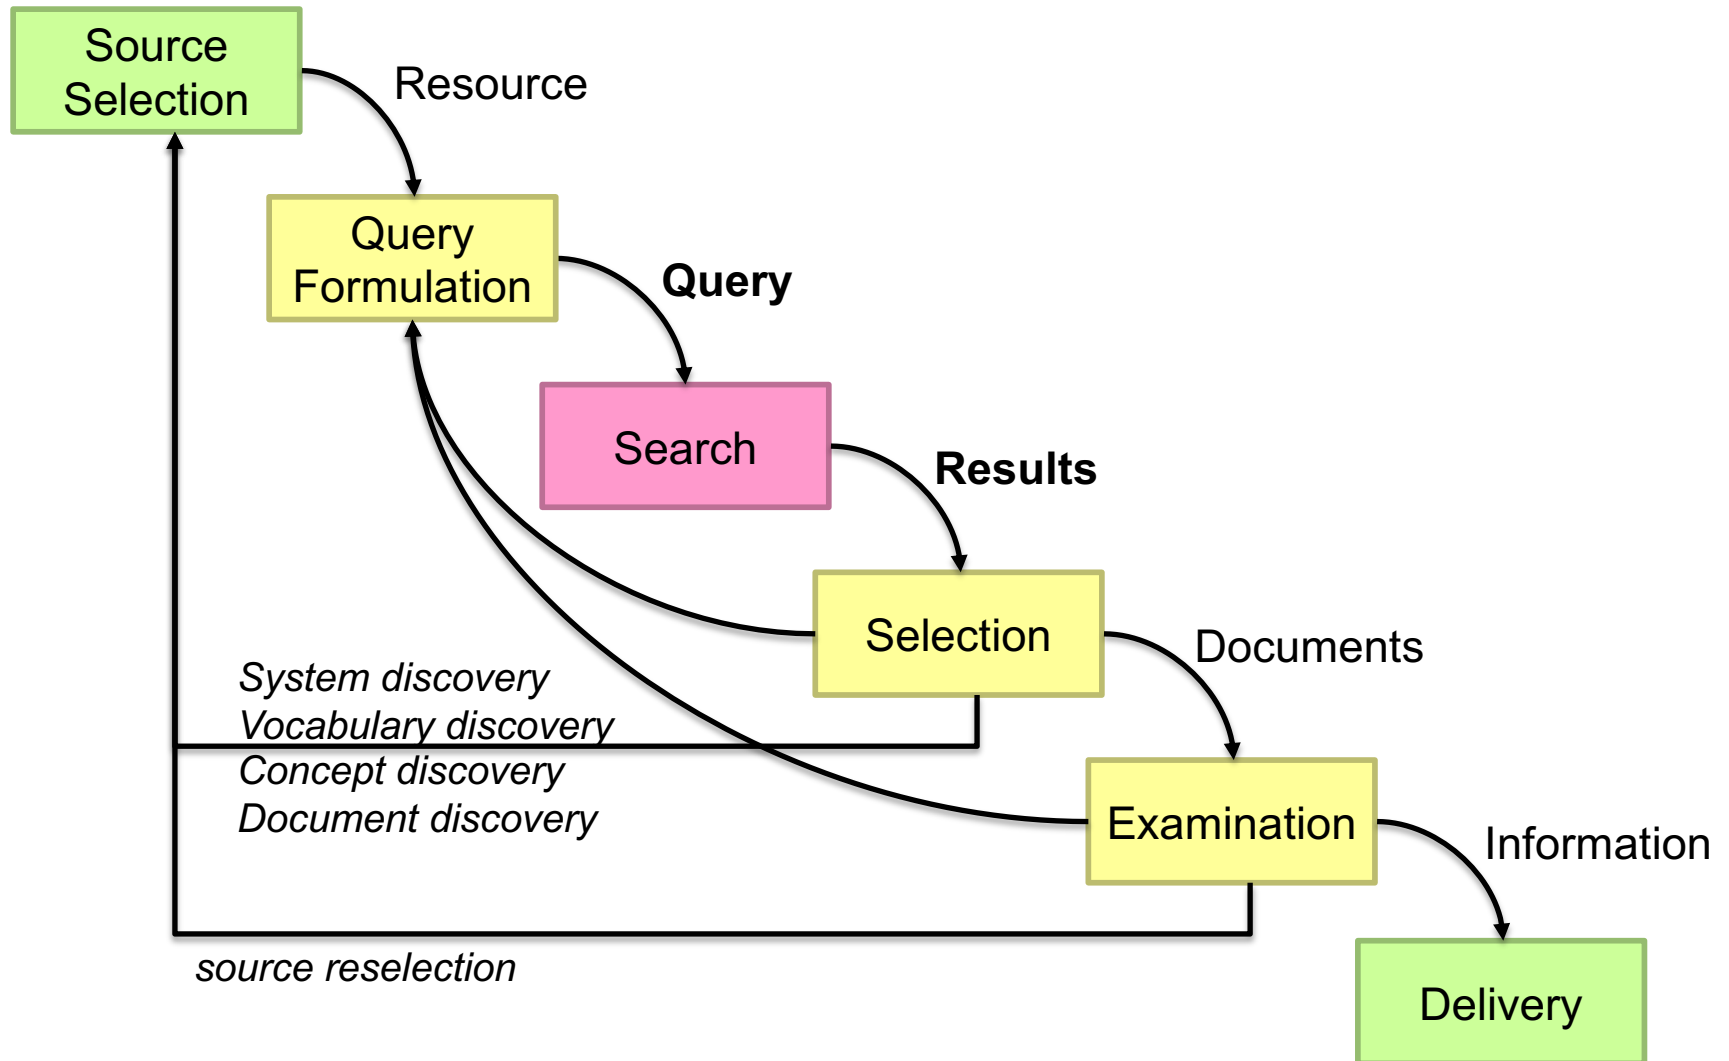 Source
Selection
Resource
Query
Formulation
Query
Search
Results
Selection
Documents
System discovery
Vocabulary discovery
Concept discovery
Document discovery
Examination
Information
source reselection
Delivery